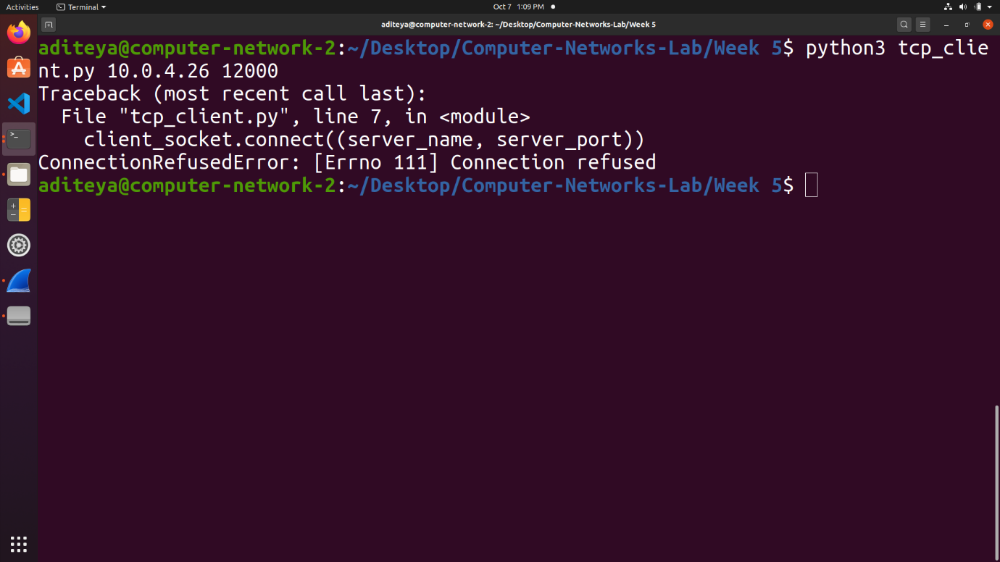 Activities
Terminal
Oct 7 1:09 PM
aditeya@computer-network-2: ~/Desktop/Computer-Networks-Lab/Week 5
aditeya@computer-network-2:~/Desktop/Computer-Networks-Lab/Week 5$ python3 tcp_clie
nt.py 10.0.4.26 12000
Traceback (most recent call last):
  File "tcp_client.py", line 7, in <module>
    client_socket.connect((server_name, server_port))
ConnectionRefusedError: [Errno 111] Connection refused
aditeya@computer-network-2:~/Desktop/Computer-Networks-Lab/Week 5$